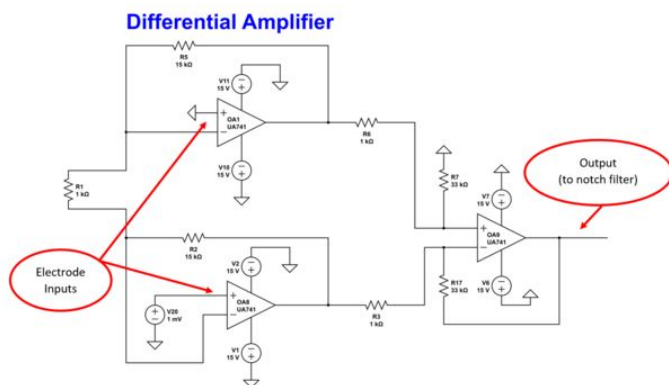 Differential Amplifier
R5
15 kΩ
V11
15 V
OA1
UA741
R6
1 kΩ
V10
15 V
R7
33 kΩ
V7
15 V
Output
(to notch filter)
R1
1 kΩ
OA9
UA741
R2
15 kΩ
V2
15 V
R17
33 kΩ
V6
15 V
Electrode
Inputs
V20
1 mV
OA8
UA741
R3
1 kΩ
V1
15 V